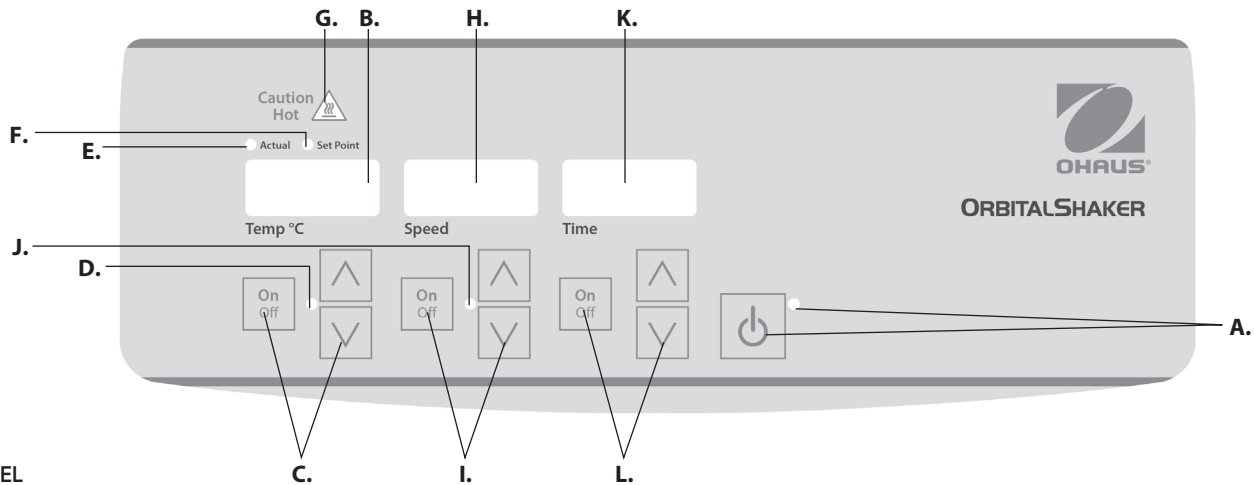 G. B. H. K.
Caution
Hot
F.
E.
Actual Set Point
OHAUS®
ORBITALSHAKER
Temp °C Speed Time
J.
D.
On
Off
On
Off
On
Off
A.
C. I. L.
EL